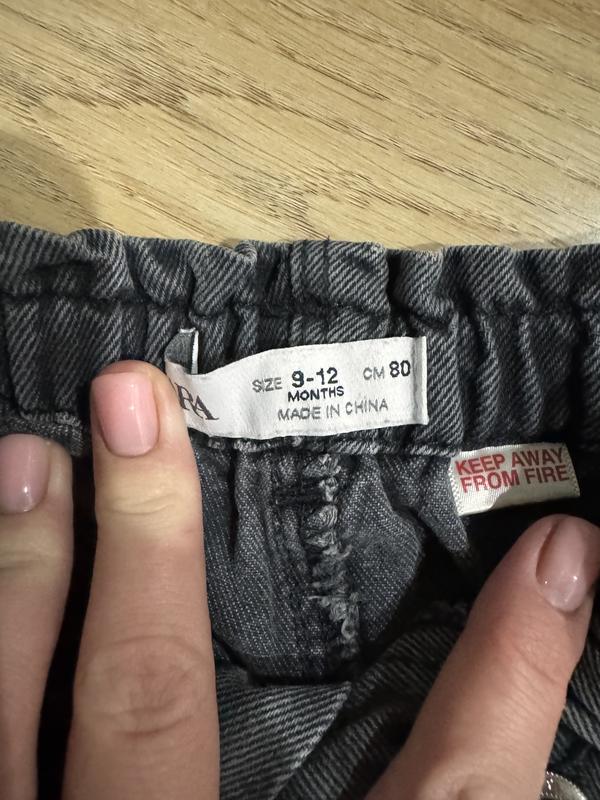 SIZE 9-12 CM 80
MONTHS
MADE IN CHINA
KEEP AWAY
FROM FIRE